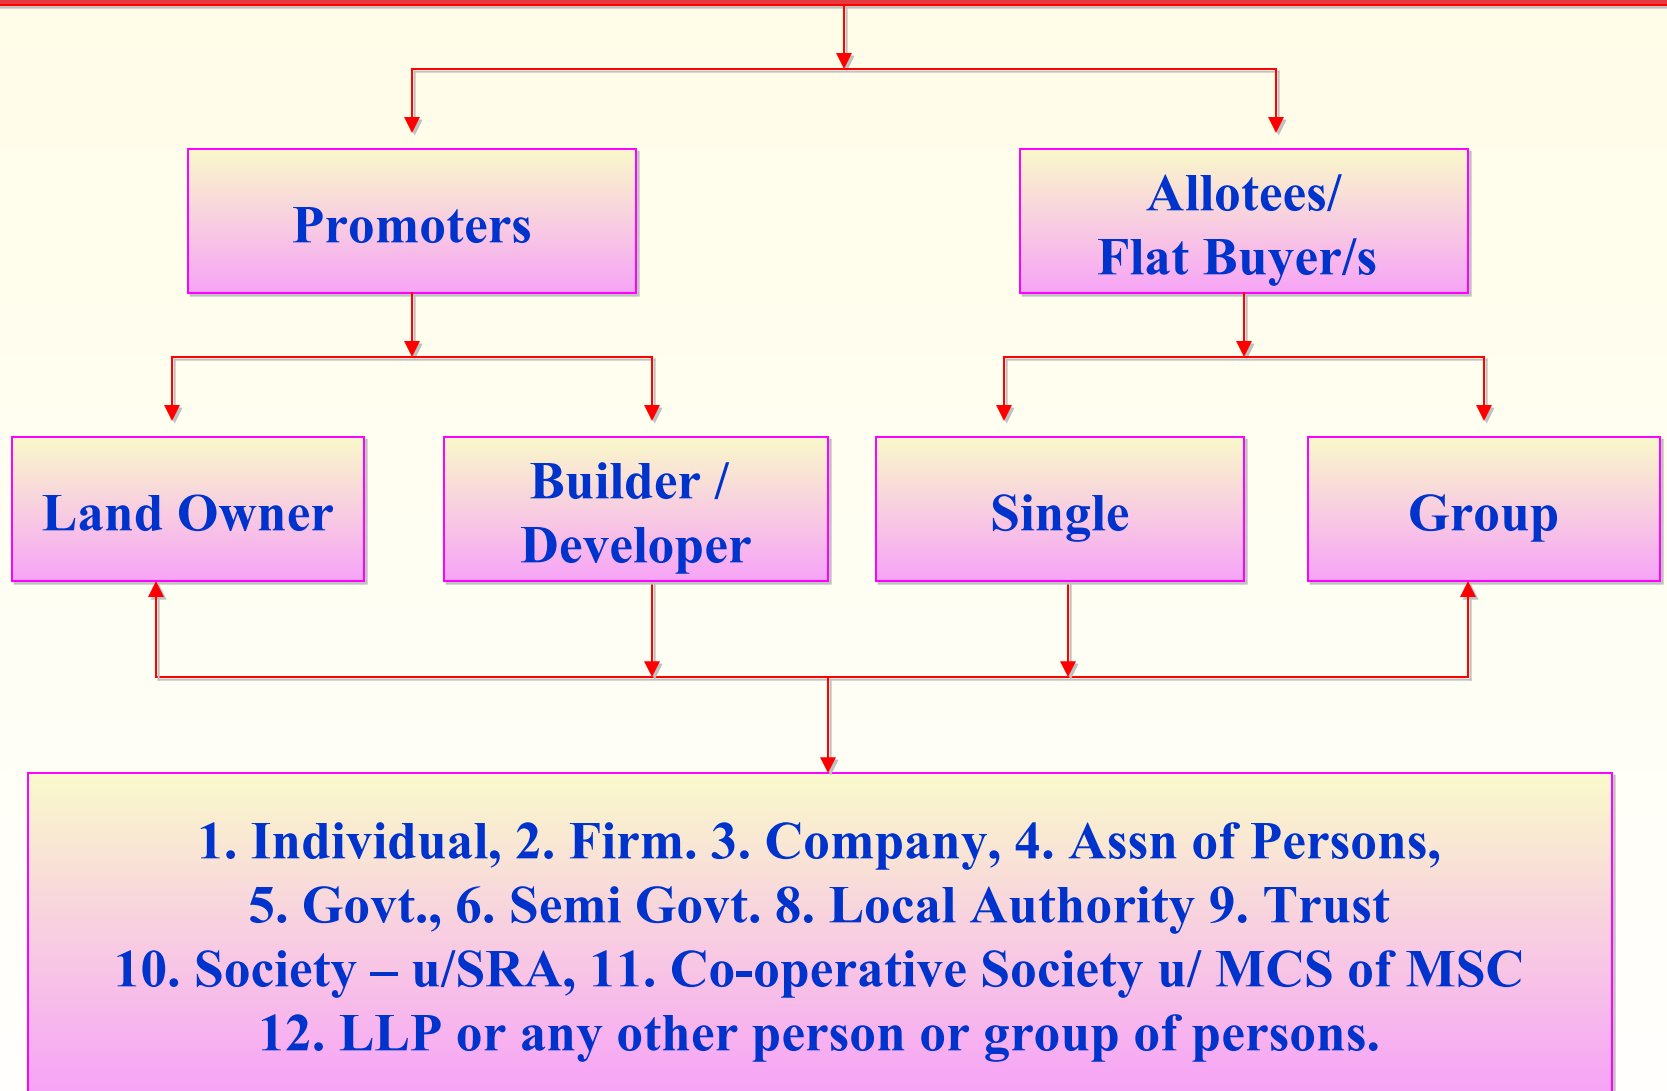 Promoters
Allotees/
Flat Buyer/s
Land Owner
Builder /
Developer
Single
Group
1. Individual, 2. Firm. 3. Company, 4. Assn of Persons,
5. Govt., 6. Semi Govt. 8. Local Authority 9. Trust
10. Society – u/SRA, 11. Co-operative Society u/ MCS of MSC
12. LLP or any other person or group of persons.